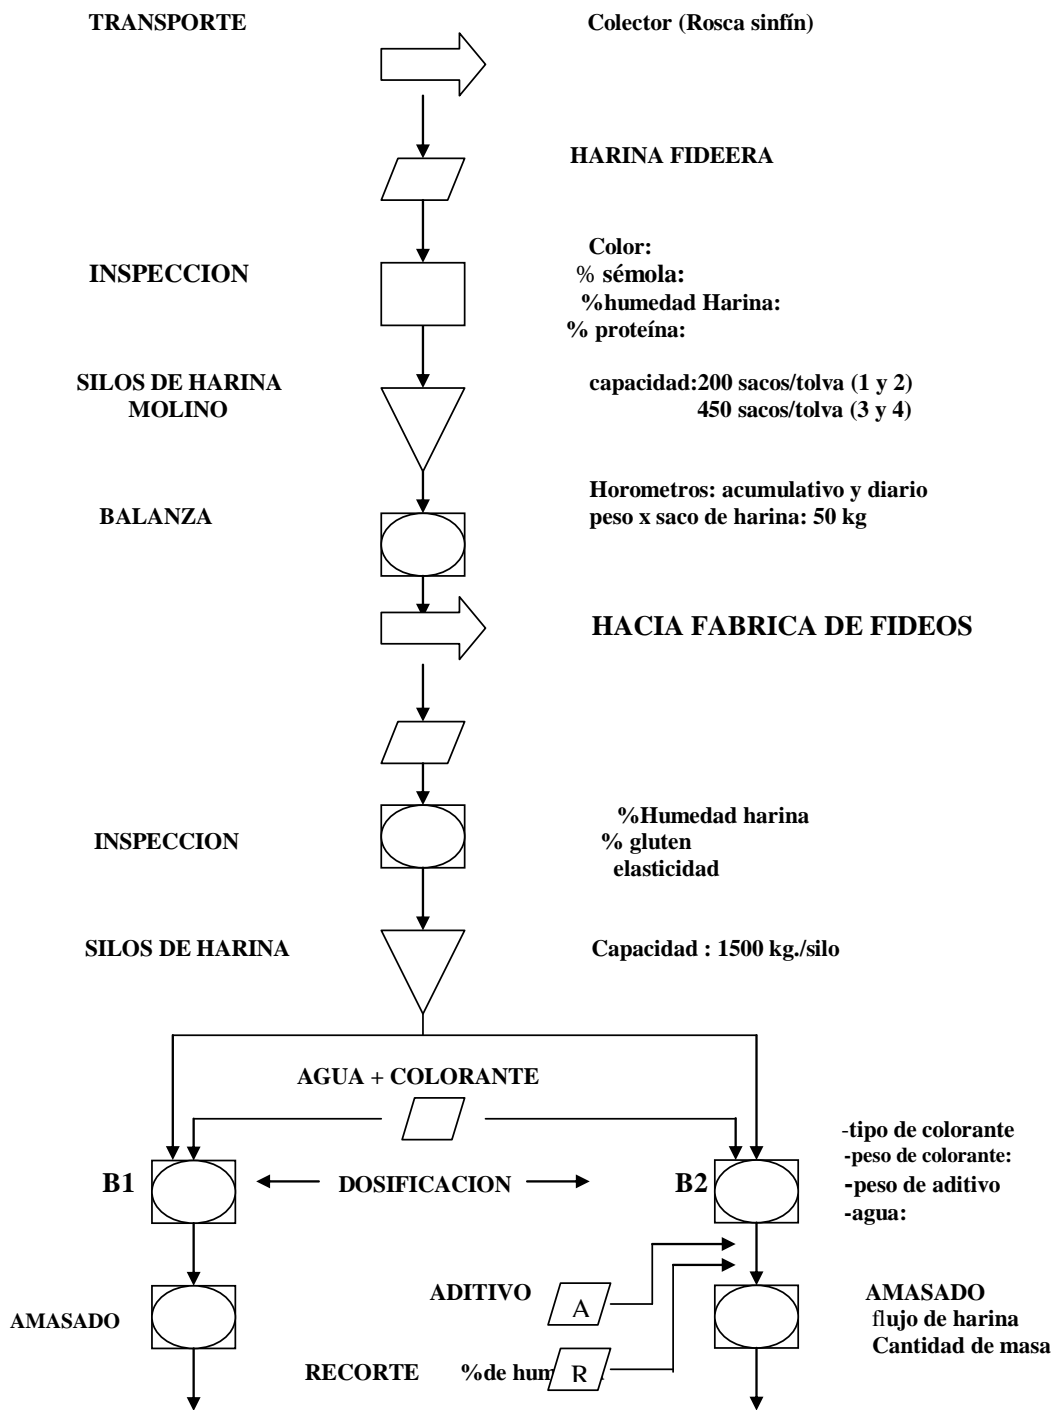 TRANSPORTE
Colector (Rosca sinfín)
HARINA FIDEERA
INSPECCION
Color:
% sémola:
%humedad Harina:
% proteína:
SILOS DE HARINA
MOLINO
capacidad:200 sacos/tolva (1 y 2)
450 sacos/tolva (3 y 4)
BALANZA
Horometros: acumulativo y diario
peso x saco de harina: 50 kg
HACIA FABRICA DE FIDEOS
INSPECCION
%Humedad harina
% gluten
elasticidad
SILOS DE HARINA
Capacidad : 1500 kg./silo
AGUA + COLORANTE
B1
DOSIFICACION
B2
-tipo de colorante
-peso de colorante:
-peso de aditivo
-agua:
ADITIVO
A
AMASADO
AMASADO
flujo de harina
Cantidad de masa
RECORTE
%de hum
R